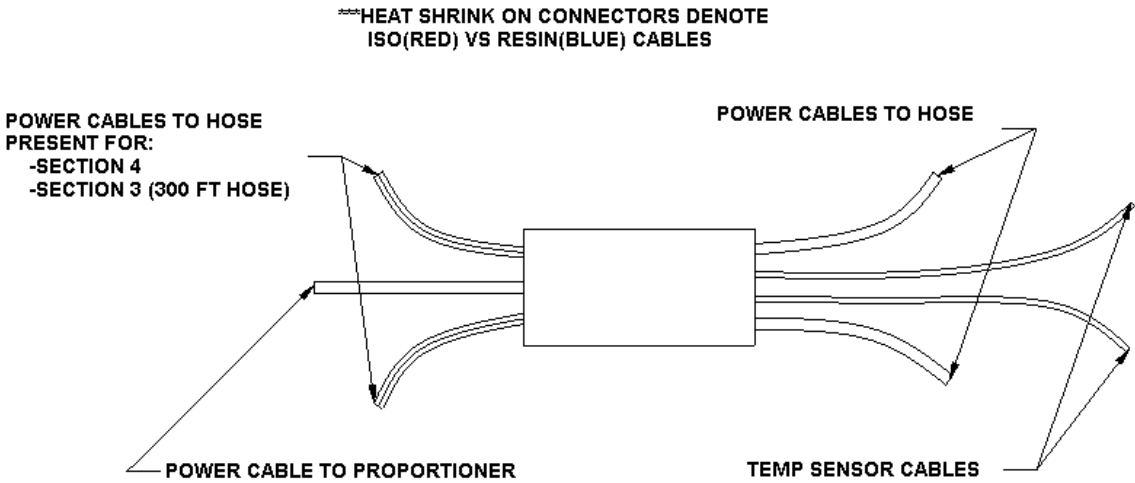 ***HEAT SHRINK ON CONNECTORS DENOTE
ISO(RED) VS RESIN(BLUE) CABLES
POWER CABLES TO HOSE
PRESENT FOR:
-SECTION 4
-SECTION 3 (300 FT HOSE)
POWER CABLES TO HOSE
POWER CABLE TO PROPORTIONER
TEMP SENSOR CABLES